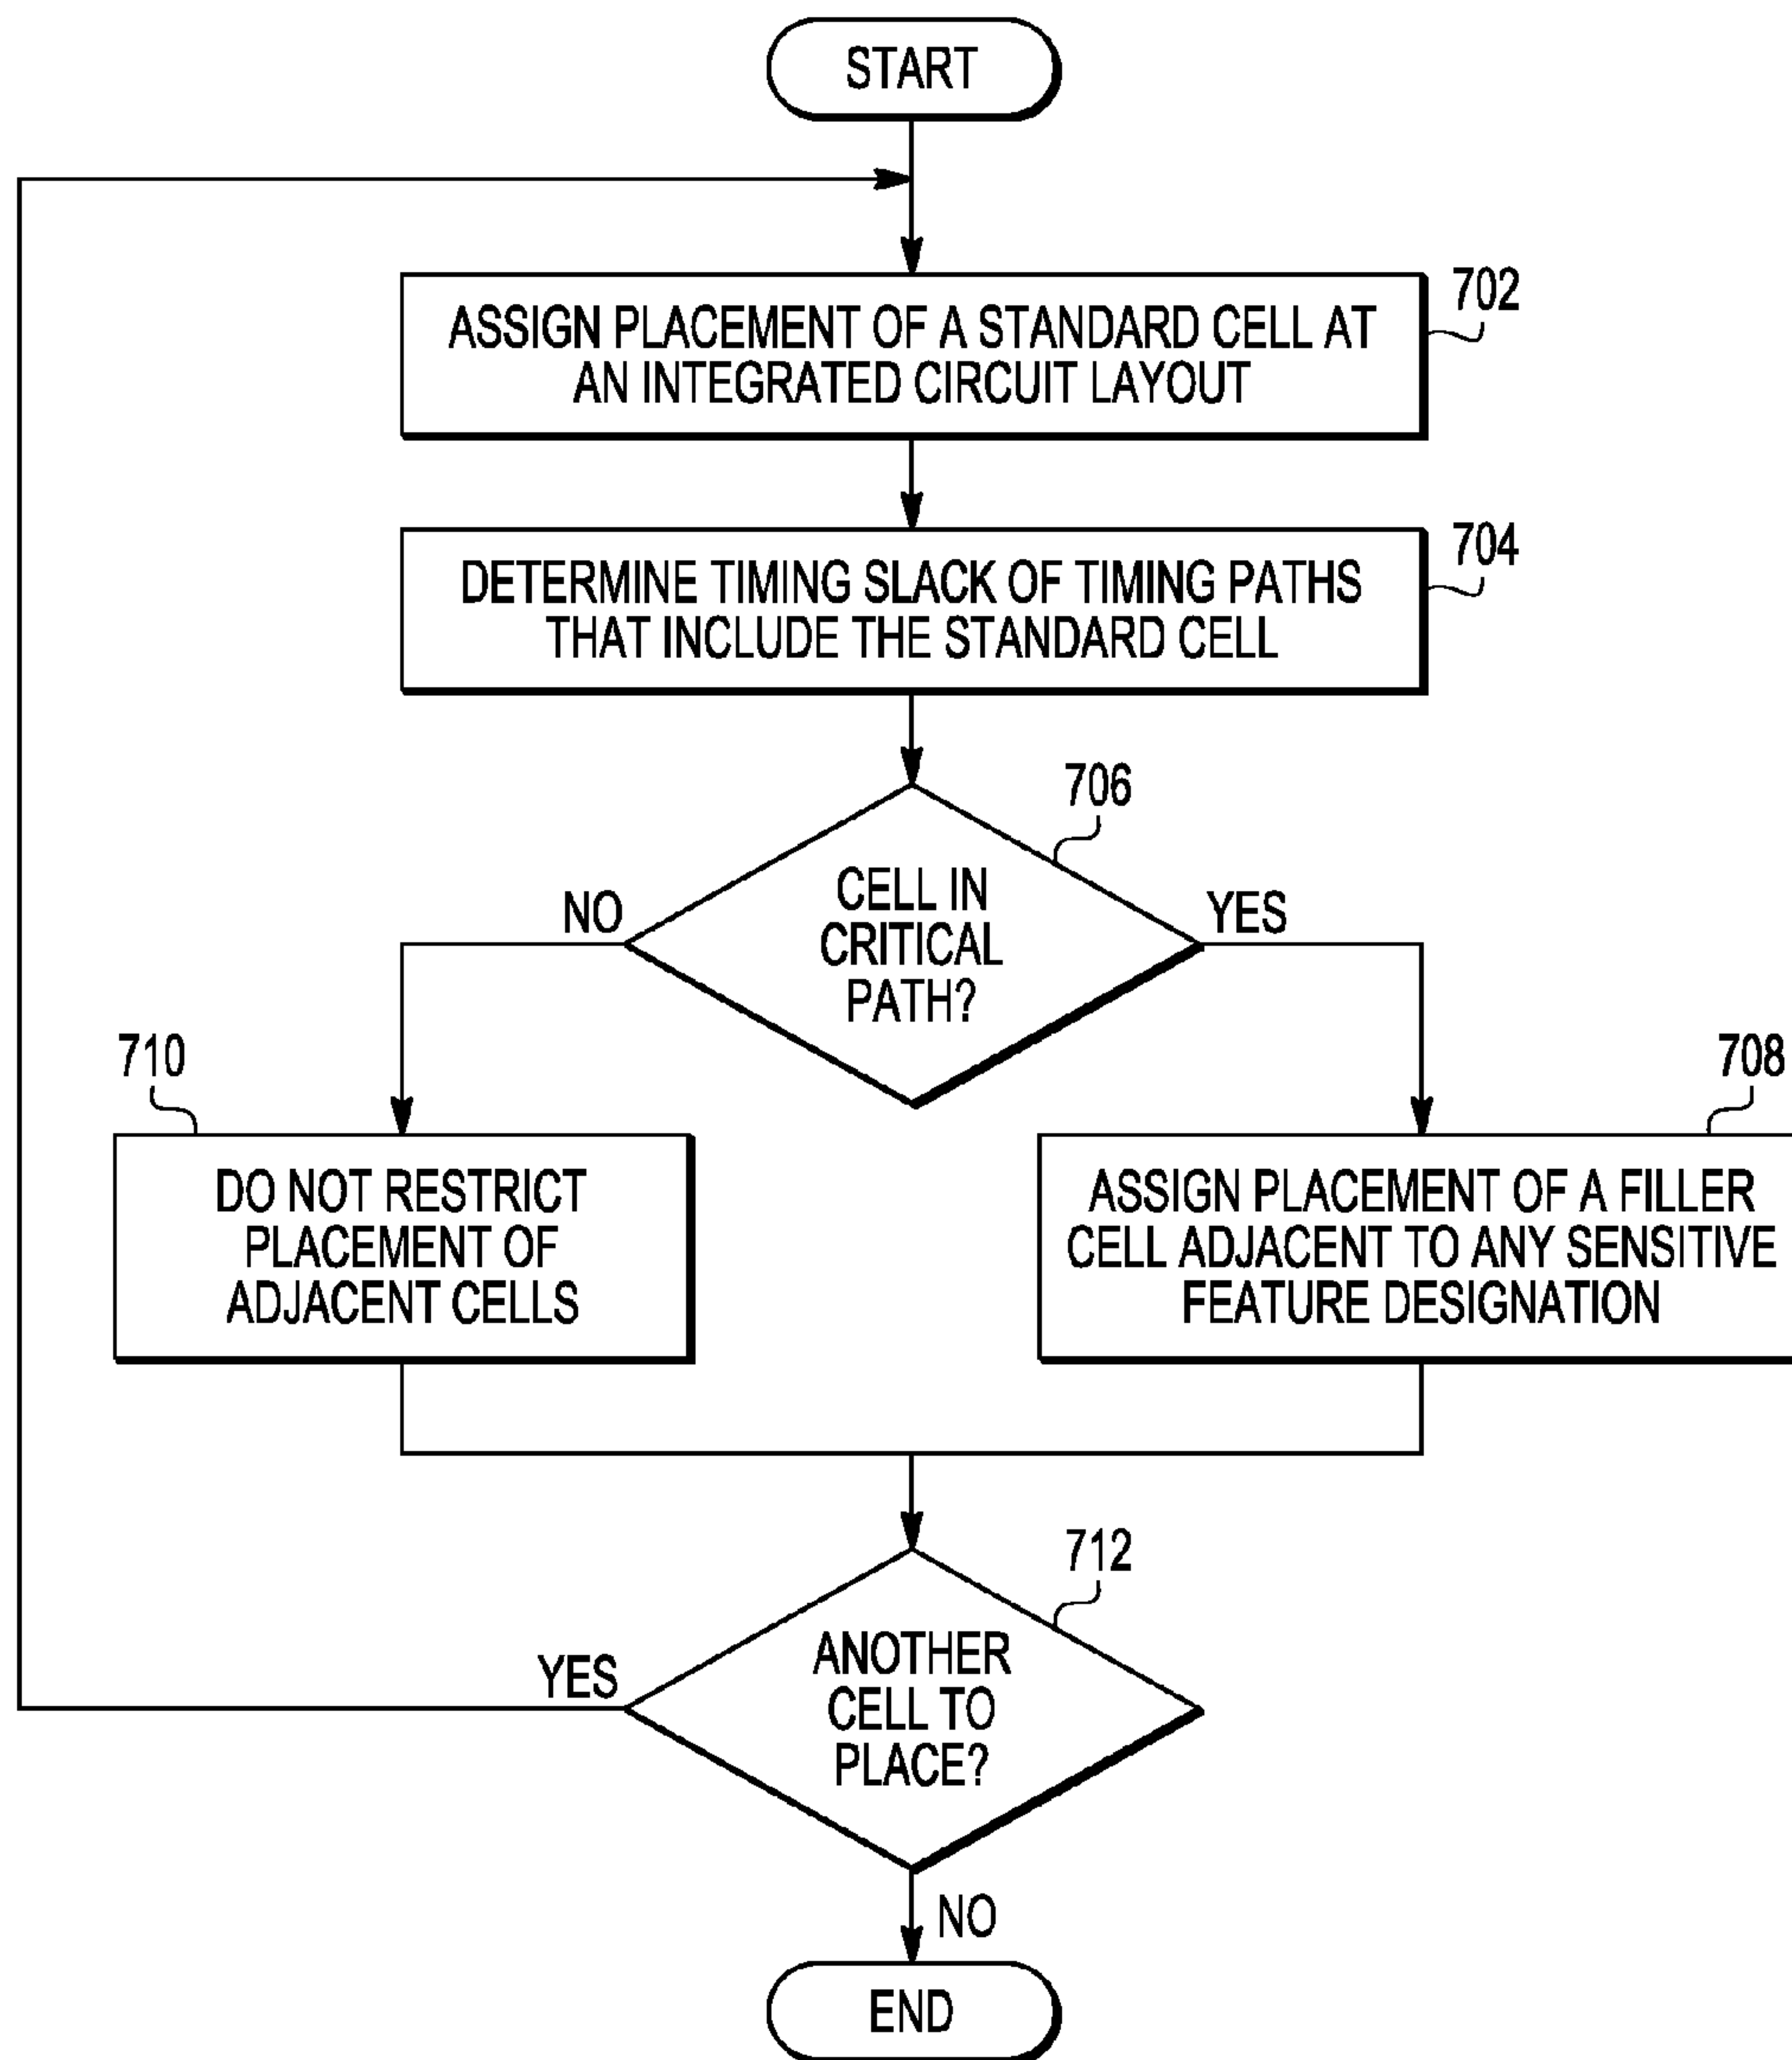 START
702
ASSIGN PLACEMENT OF A STANDARD CELL AT
AN INTEGRATED CIRCUIT LAYOUT
704
DETERMINE TIMING SLACK OF TIMING PATHS
THAT INCLUDE THE STANDARD CELL
706
CELL IN
CRITICAL
PATH?
NO
YES
710
708
DO NOT RESTRICT
PLACEMENT OF
ADJACENT CELLS
ASSIGN PLACEMENT OF A FILLER
CELL ADJACENT TO ANY SENSITIVE
FEATURE DESIGNATION
712
ANOTHER
CELL TO
PLACE?
YES
NO
END